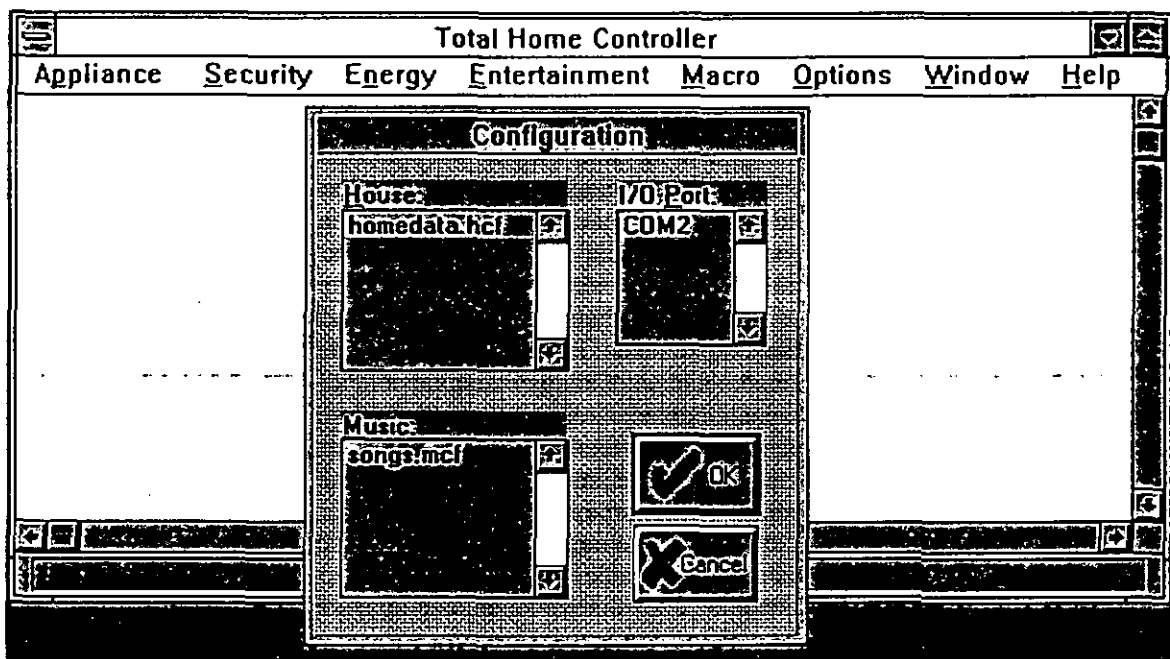 Total Home Controller
Appliance Security Energy Entertainment Macro Options Window Help
Configuration
House: I/O Port:
homedata.hcf COM2
Music:
songs.mcf
OK
Cancel